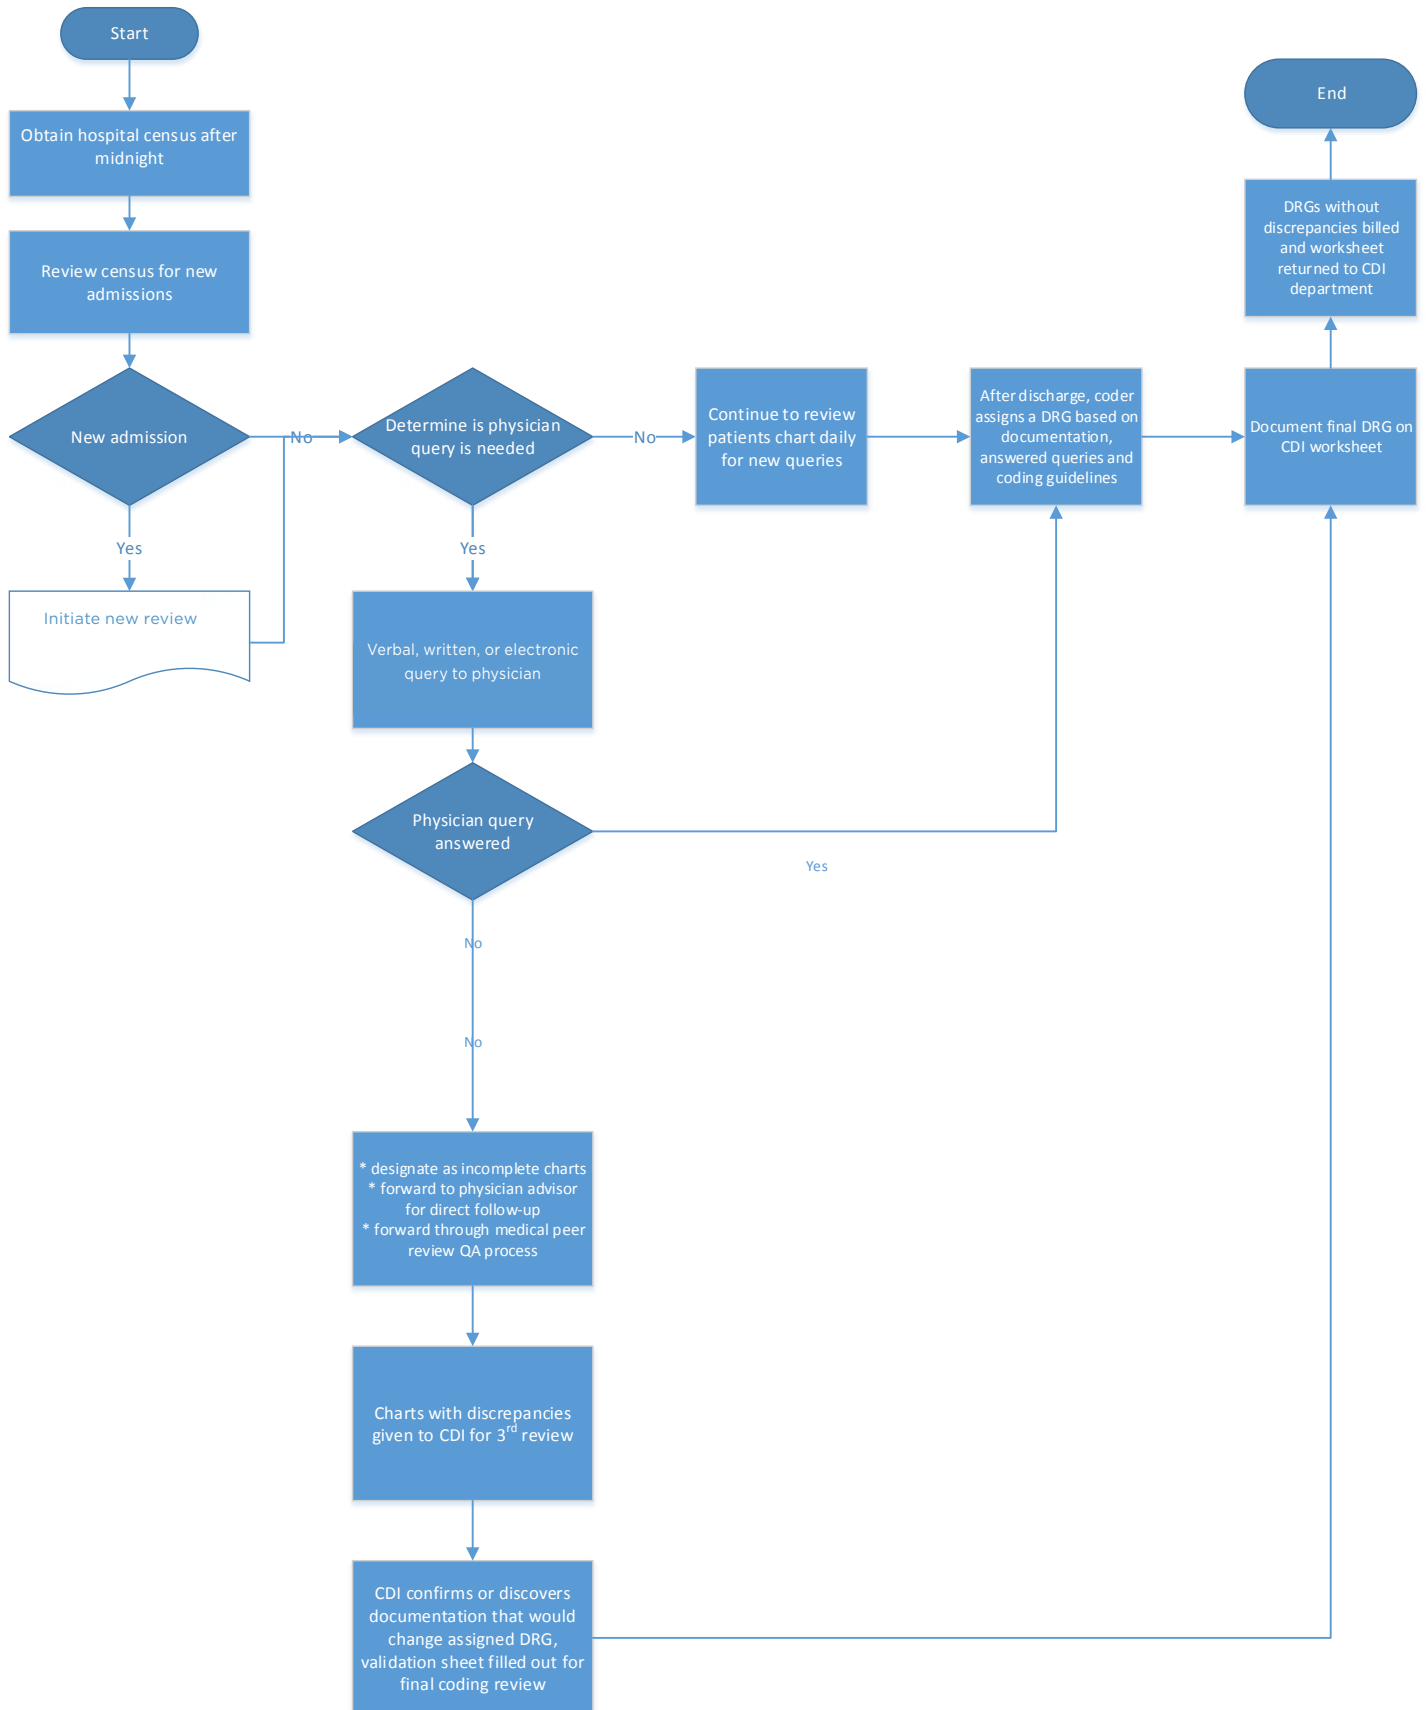 Start
Obtain hospital census after
midnight
Review census for new
admissions
New admission
No
Yes
Initiate new review
Determine is physician
query is needed
No
Yes
Continue to review
patients chart daily
for new queries
After discharge, coder
assigns a DRG based on
documentation,
answered queries and
coding guidelines
Document final DRG on
CDI worksheet
DRGs without
discrepancies billed
and worksheet
returned to CDI
department
End
Verbal, written, or electronic
query to physician
Physician query
answered
Yes
No
No
* designate as incomplete charts
* forward to physician advisor
for direct follow-up
* forward through medical peer
review QA process
Charts with discrepancies
given to CDI for 3rd review
CDI confirms or discovers
documentation that would
change assigned DRG,
validation sheet filled out for
final coding review